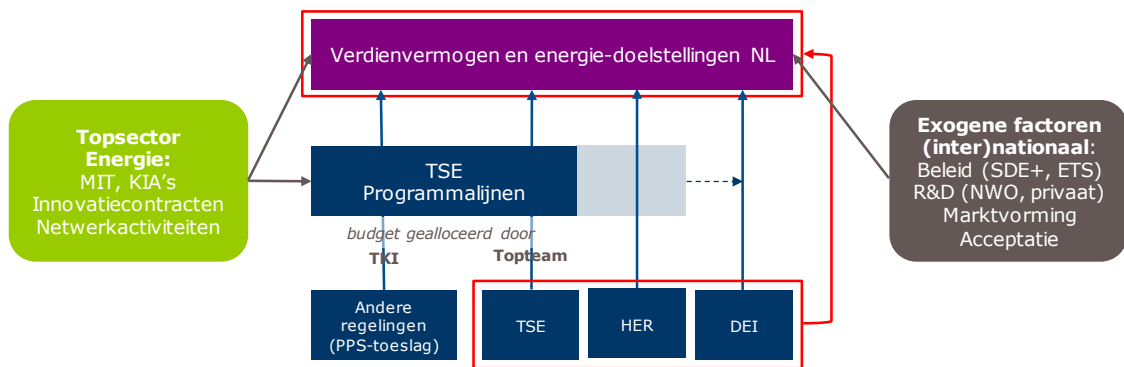 Verdienvermogen en energie-doelstellingen NL
Topsector
Energie:
MIT, KIA's
Innovatiecontracten
Netwerkactiviteiten
TSE
Programmalijnen
Exogene factoren
(inter)nationaal:
Beleid (SDE+, ETS)
R&D (NWO, privaat)
Marktvorming
Acceptatie
budget gealloceerd door
TKI
Topteam
Andere
regelingen
(PPS-toeslag)
TSE
HER
DEI